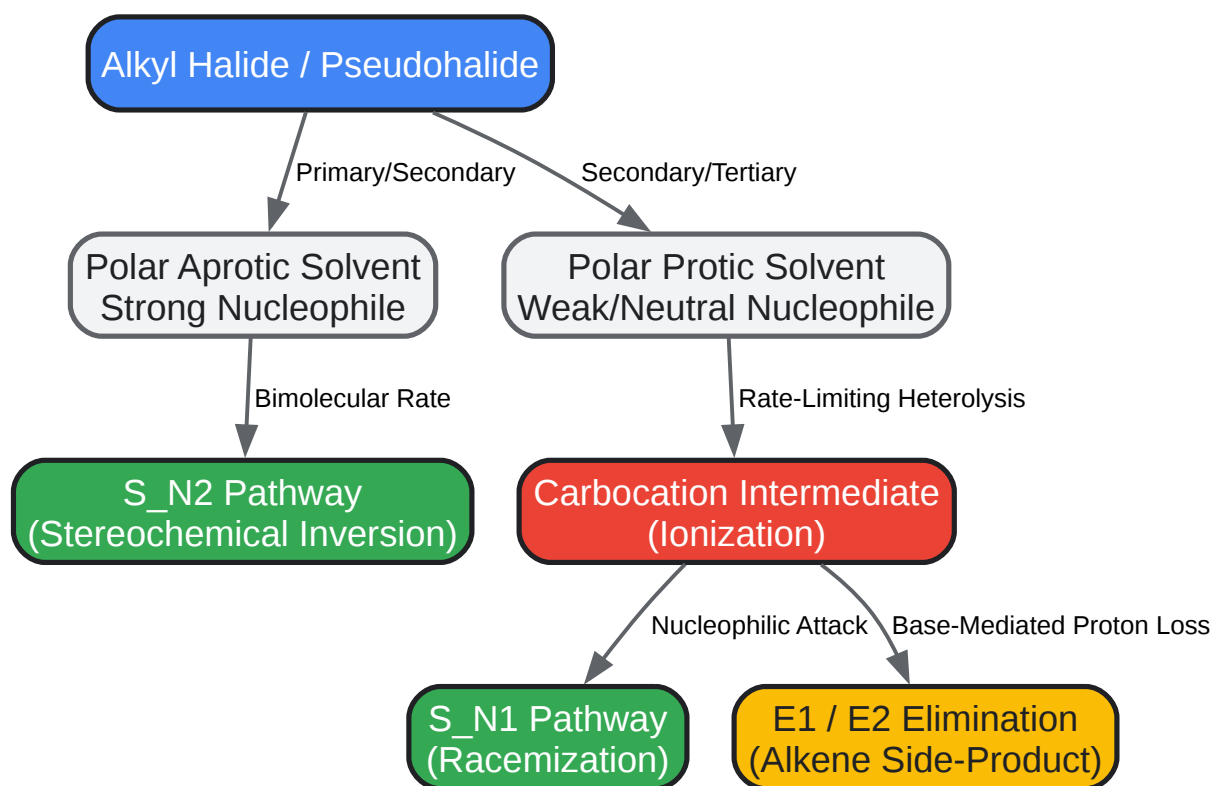 Alkyl Halide / Pseudohalide
Primary/Secondary
Secondary/Tertiary
Polar Aprotic Solvent
Strong Nucleophile
Polar Protic Solvent
Weak/Neutral Nucleophile
Bimolecular Rate
Rate-Limiting Heterolysis
S_N2 Pathway
(Stereochemical Inversion)
Carbocation Intermediate
(Ionization)
Nucleophilic Attack
Base-Mediated Proton Loss
S_N1 Pathway
(Racemization)
E1 / E2 Elimination
(Alkene Side-Product)